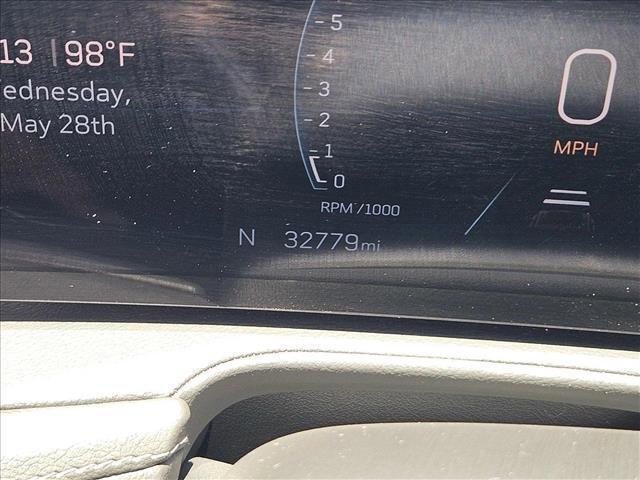 13 | 98°F
ednesday,
May 28th
5
4
3
2
1
0
RPM/1000
0
MPH
N 32779mi